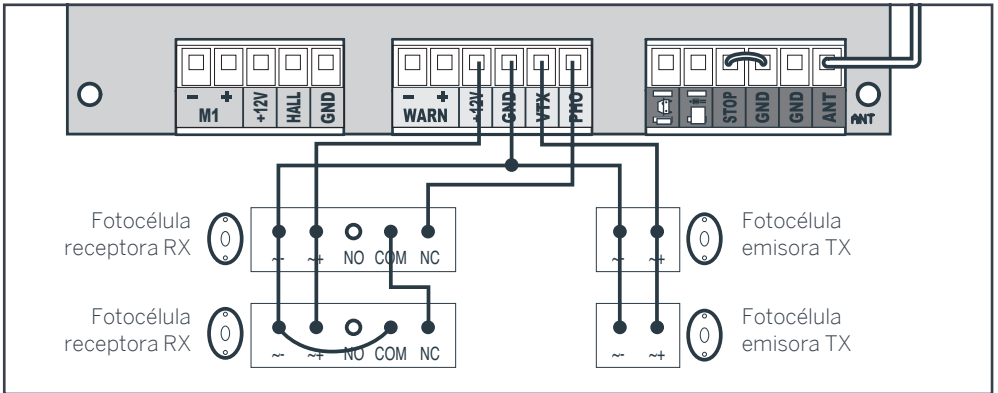 - + +12V HALL GND
M1
- + +12V GND VTX PHO
WARN
STOP GND GND ANT
ANT
Fotocélula
receptora RX
~- ~+ NO COM NC
~- ~+
Fotocélula
emisora TX
Fotocélula
receptora RX
~- ~+ NO COM NC
~- ~+
Fotocélula
emisora TX